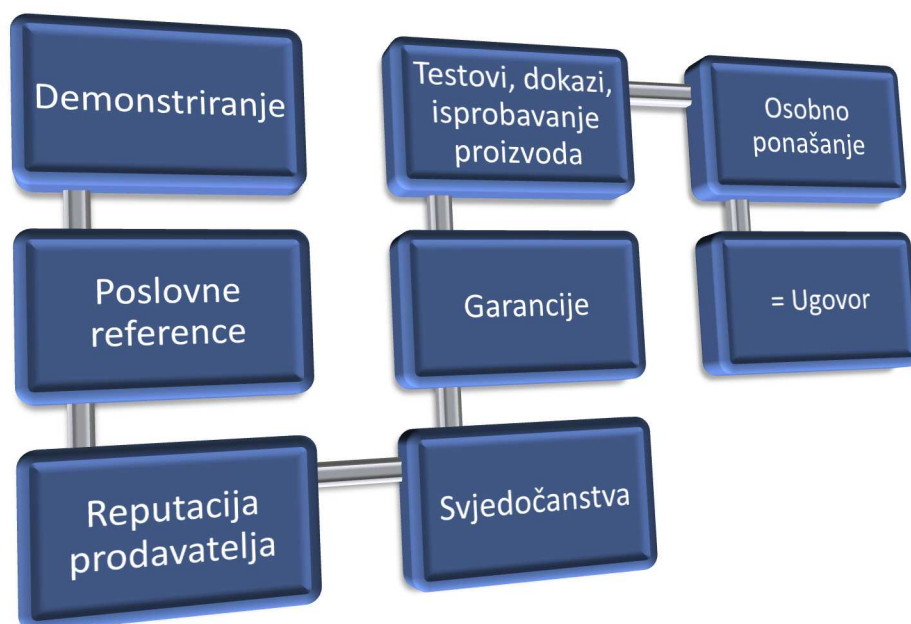 Demonstriranje
Poslovne
reference
Reputacija
prodavatelja
Svjedočanstva
Garancije
Testovi, dokazi,
isprobavanje
proizvoda
Osobno
ponašanje
= Ugovor